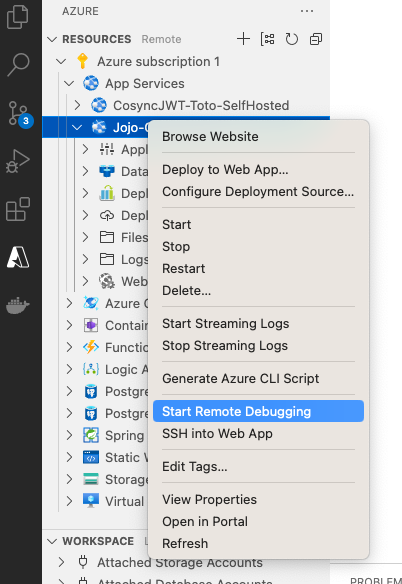 AZURE
RESOURCES Remote
Azure subscription 1
App Services
CosyncJWT-Toto-SelfHosted
Browse Website
Deploy to Web App...
Configure Deployment Source...
Start
Stop
Restart
Delete...
Start Streaming Logs
Stop Streaming Logs
Generate Azure CLI Script
Start Remote Debugging
SSH into Web App
Edit Tags...
View Properties
Open in Portal
Refresh
3
Jojo-
Appl
Data
Depl
Depl
Files
Logs
Web
Azure C
Contain
Functio
Logic A
Postgre
Postgre
Spring
Static W
Storage
Virtual
WORKSPACE
Attached Storage Accounts
Attached Database Accounts
PROBLEM